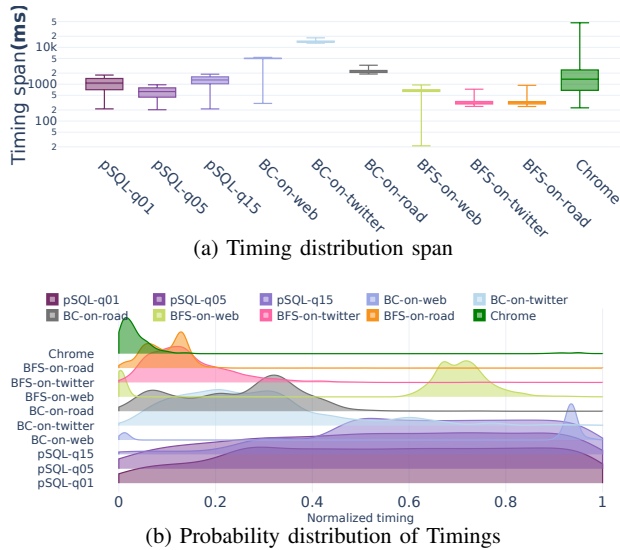 Timing span(ms)
5
2
10k
5
2
1000
5
2
100
5
2
pSQL-q01
pSQL-q05
pSQL-q15
BC-on-web
BC-on-twitter
BC-on-road
BFS-on-web
BFS-on-twitter
BFS-on-road
Chrome
(a) Timing distribution span
pSQL-q01 pSQL-q05 pSQL-q15 BC-on-web BC-on-twitter
BC-on-road BFS-on-web BFS-on-twitter BFS-on-road Chrome
Chrome
BFS-on-road
BFS-on-twitter
BFS-on-web
BC-on-road
BC-on-twitter
BC-on-web
pSQL-q15
pSQL-q05
pSQL-q01
0 0.2 0.4 0.6 0.8 1
Normalized timing
(b) Probability distribution of Timings